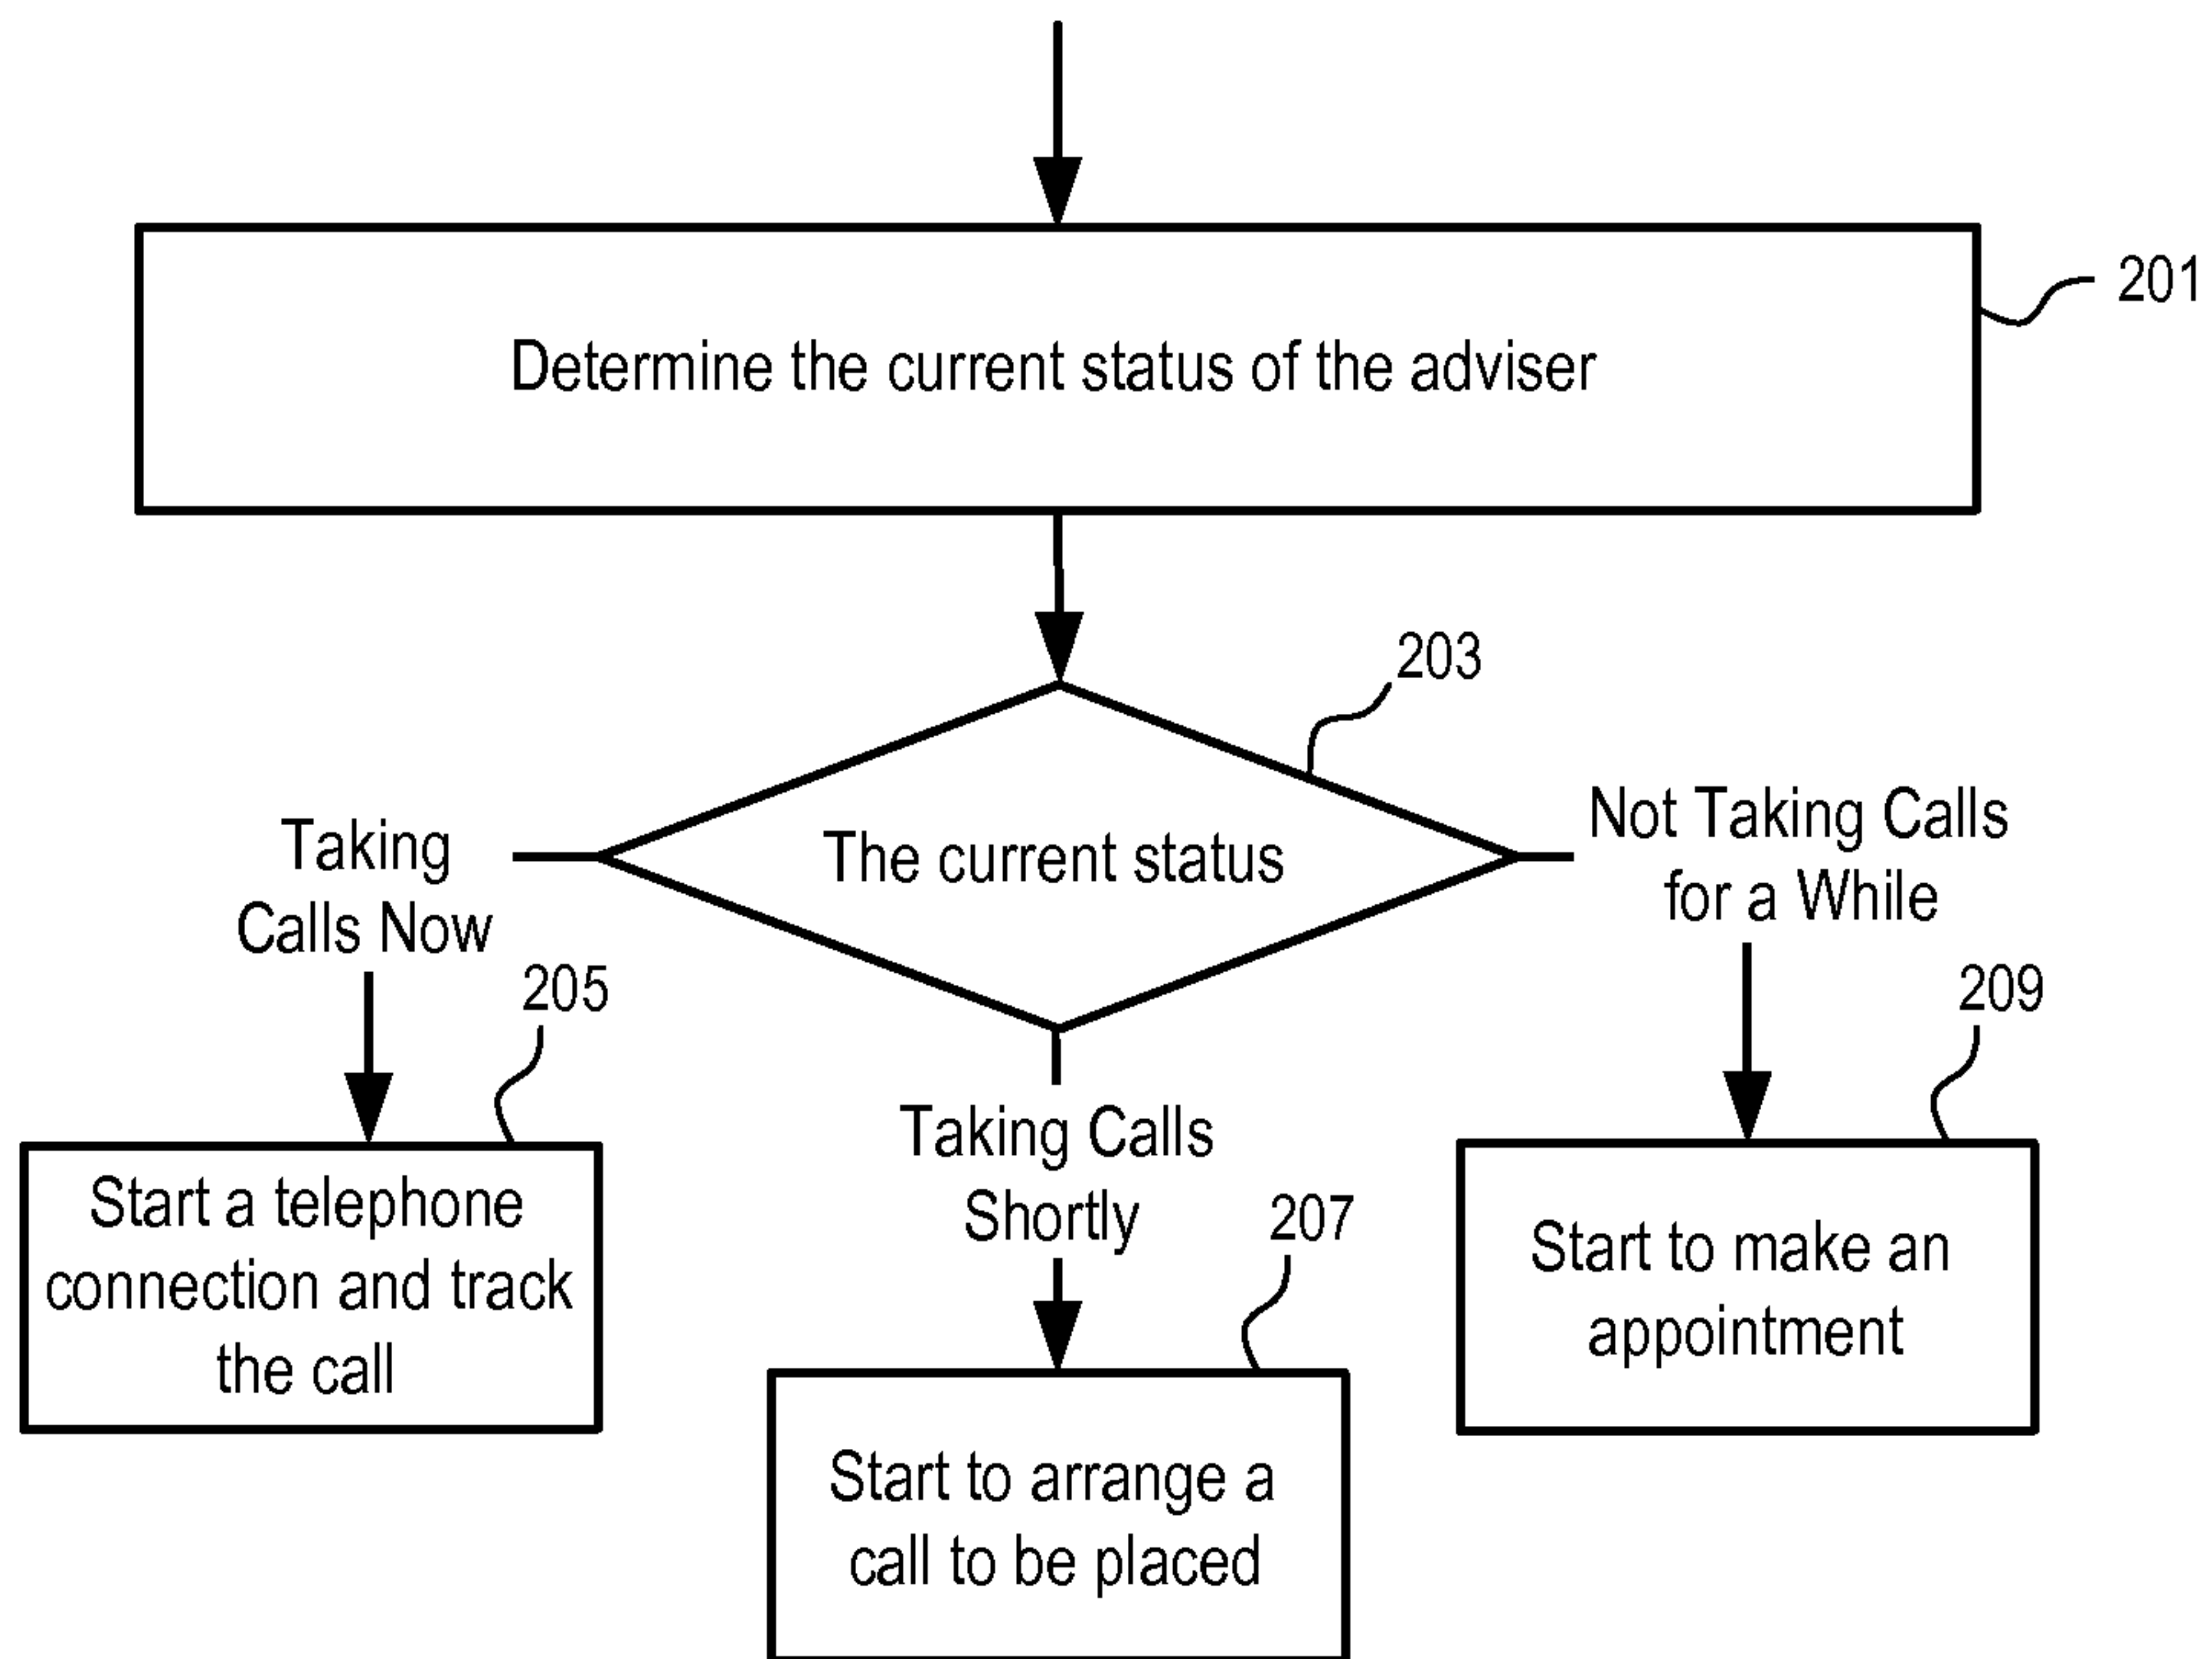 201
Determine the current status of the adviser
203
The current status
Taking
Calls Now
Not Taking Calls
for a While
205
209
Start a telephone
connection and track
the call
Taking Calls
Shortly
207
Start to make an
appointment
Start to arrange a
call to be placed